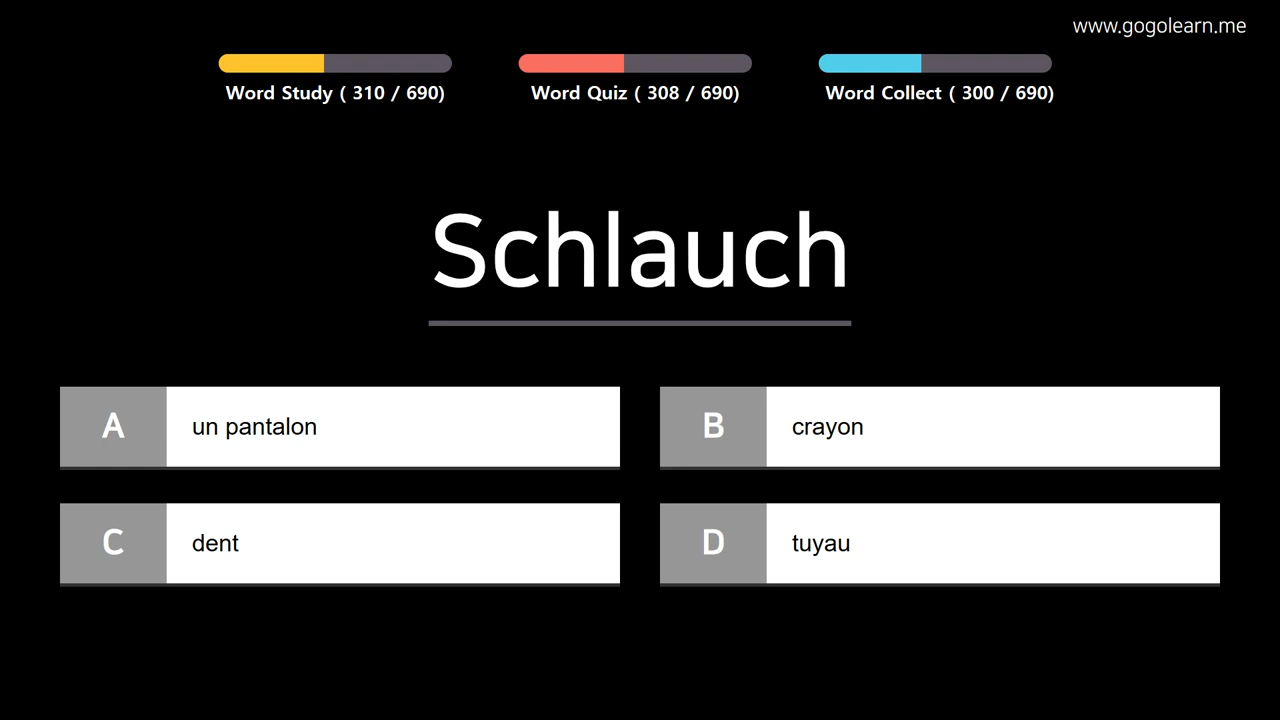 www.gogolearn.me
Word Study ( 310 / 690)
Word Quiz ( 308 / 690)
Word Collect ( 300 / 690)
Schlauch
A
un pantalon
B
crayon
C
dent
D
tuyau